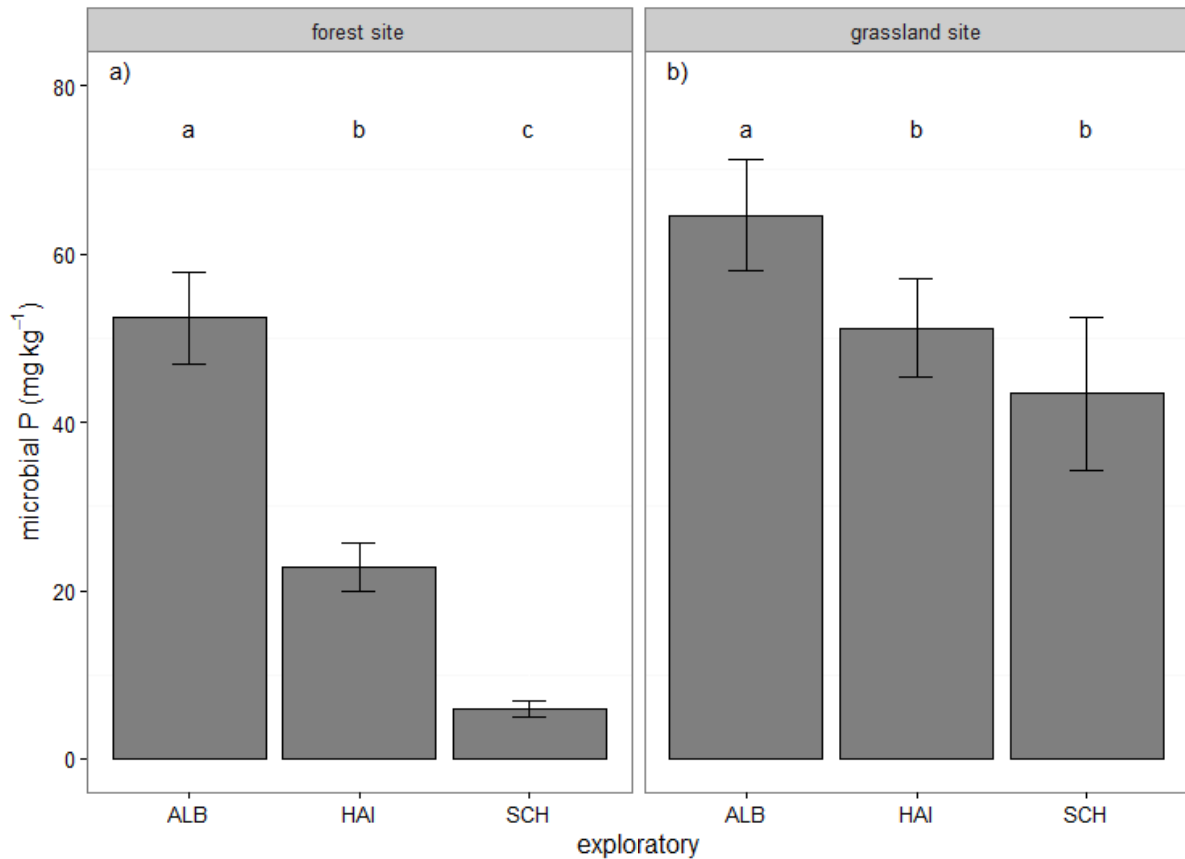 forest site
grassland site
a)
b)
a b c
a b b
microbial P (mg kg⁻¹)
80
60
40
20
0
ALB HAI SCH
ALB HAI SCH
exploratory